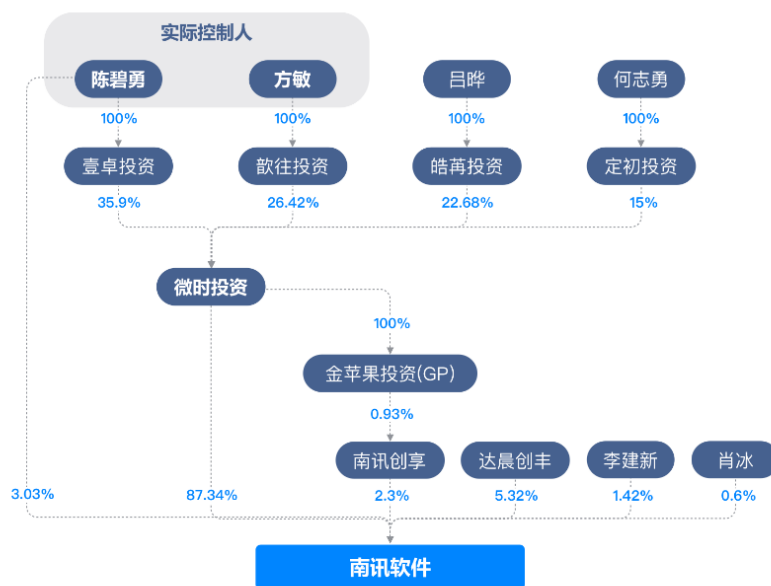 实际控制人
陈碧勇 方敏 吕晔 何志勇
100% 100% 100% 100%
壹卓投资 歆往投资 皓苒投资 定初投资
35.9% 26.42% 22.68% 15%
微时投资
100%
金苹果投资(GP)
0.93%
南讯创享 达晨创丰 李建新 肖冰
3.03% 87.34% 2.3% 5.32% 1.42% 0.6%
南讯软件